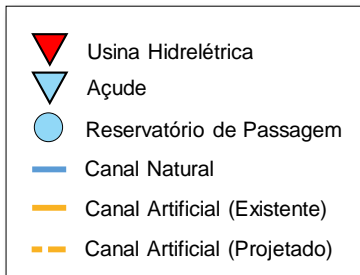 Usina Hidrelétrica
Açude
Reservatório de Passagem
Canal Natural
Canal Artificial (Existente)
Canal Artificial (Projetado)